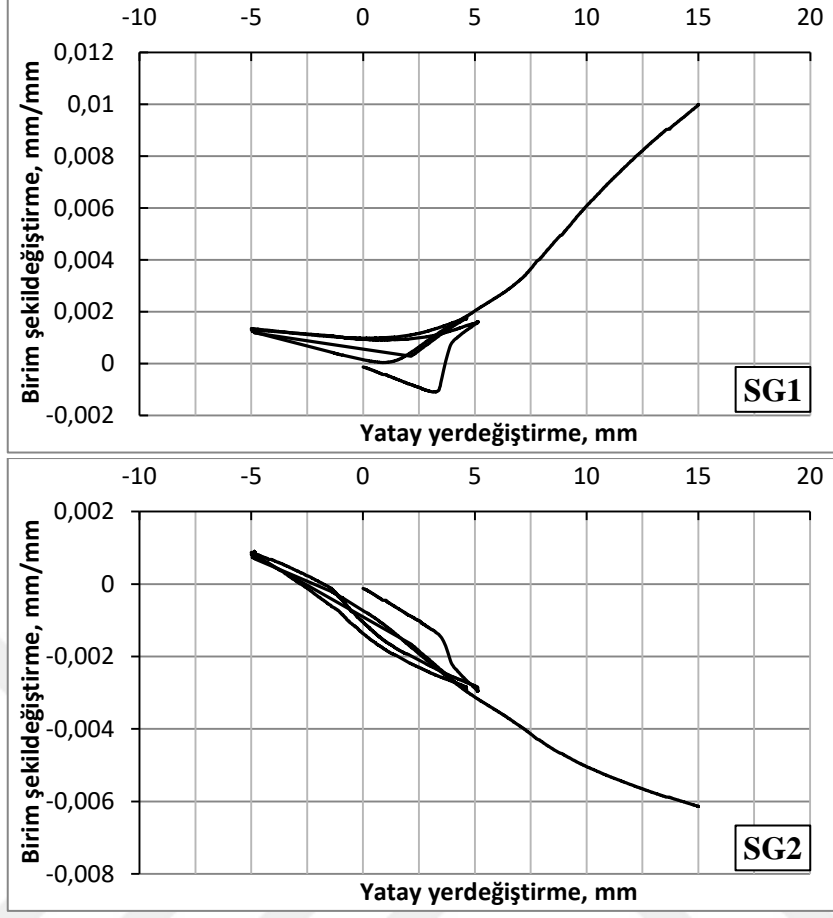 -10 -5 0 5 10 15 20
0,012
0,01
0,008
0,006
0,004
0,002
0
-0,002
Birim şekildeğiştirme, mm/mm
SG1
Yatay yerdeğiştirme, mm
-10 -5 0 5 10 15 20
0,002
0
-0,002
-0,004
-0,006
-0,008
Birim şekildeğiştirme, mm/mm
SG2
Yatay yerdeğiştirme, mm